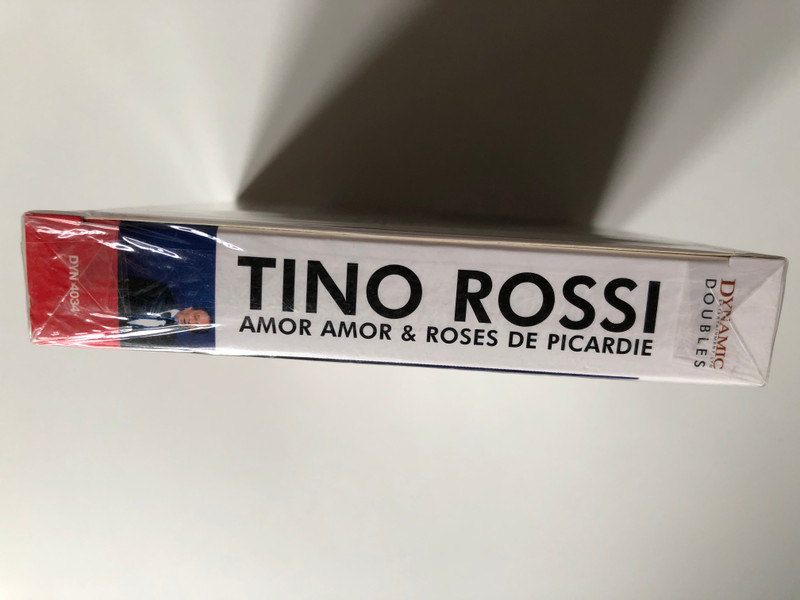 DYN 4034
TINO ROSSI
AMOR AMOR & ROSES DE PICARDIE
DYNAMIC
DOUBLES